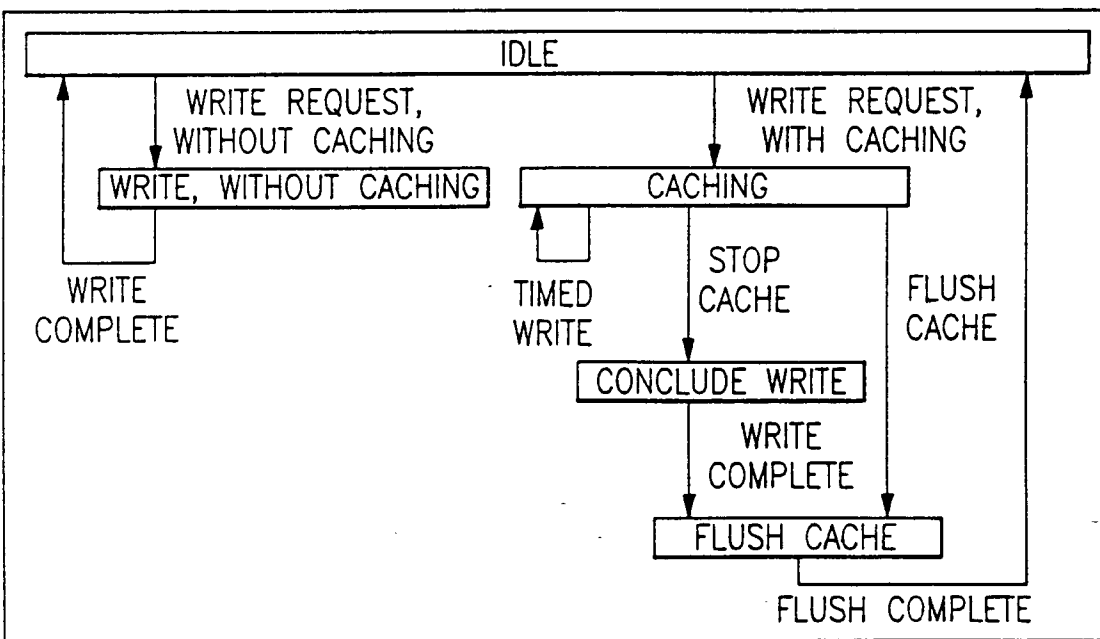 IDLE
WRITE REQUEST,
WITHOUT CACHING
WRITE REQUEST,
WITH CACHING
WRITE, WITHOUT CACHING
CACHING
WRITE
COMPLETE
TIMED
WRITE
STOP
CACHE
FLUSH
CACHE
CONCLUDE WRITE
WRITE
COMPLETE
FLUSH CACHE
FLUSH COMPLETE